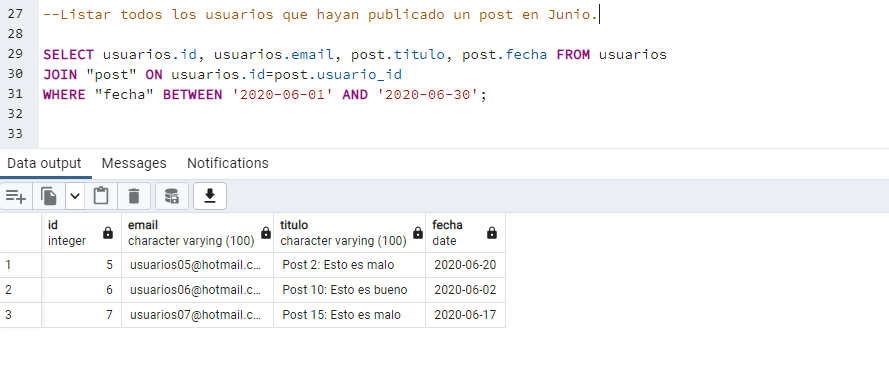 27 --Listar todos los usuarios que hayan publicado un post en Junio.
28
29 SELECT usuarios.id, usuarios.email, post.titulo, post.fecha FROM usuarios
30 JOIN "post" ON usuarios.id=post.usuario_id
31 WHERE "fecha" BETWEEN '2020-06-01' AND '2020-06-30';
32
33
Data output Messages Notifications
id email titulo fecha
integer character varying (100) character varying (100) date
1 5 usuarios05@hotmail.c... Post 2: Esto es malo 2020-06-20
2 6 usuarios06@hotmail.c... Post 10: Esto es bueno 2020-06-02
3 7 usuarios07@hotmail.c... Post 15: Esto es malo 2020-06-17